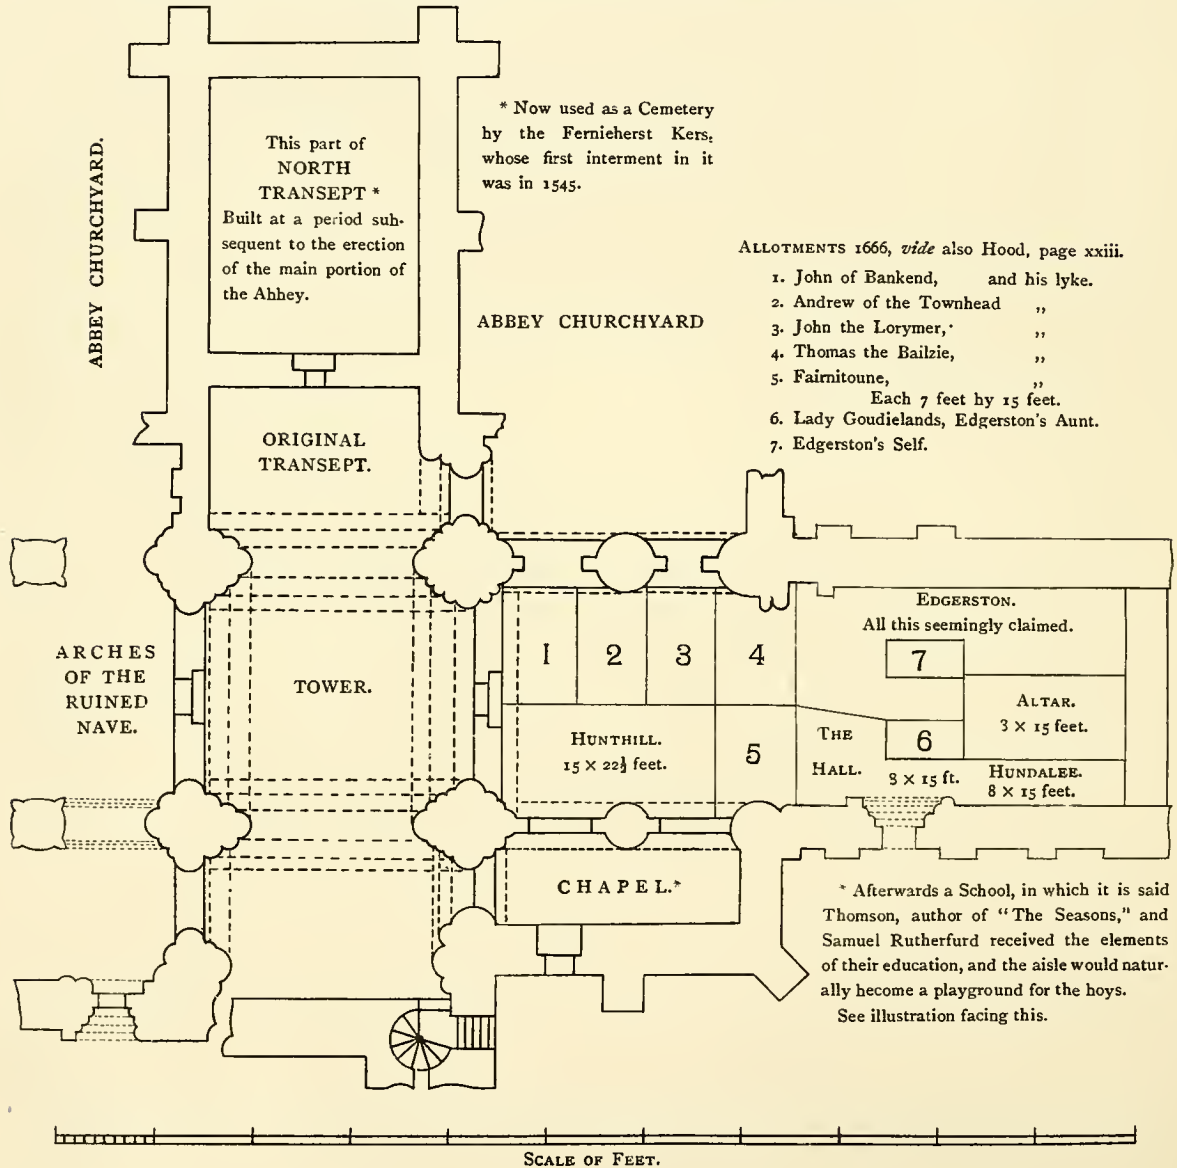 ABBEY CHURCHYARD.
This part of
NORTH
TRANSEPT *
Built at a period sub-
sequent to the erection
of the main portion of
the Abbey.
* Now used as a Cemetery
by the Fernieherst Kers,
whose first interment in it
was in 1545.
ABBEY CHURCHYARD
ALLOTMENTS 1666, vide also Hood, page xxiii.
1. John of Bankend, and his lyke.
2. Andrew of the Townhead ,,
3. John the Lorymer, ,,
4. Thomas the Bailzie, ,,
5. Fairnitoune, ,,
Each 7 feet by 15 feet.
6. Lady Goudielands, Edgerston's Aunt.
7. Edgerston's Self.
ORIGINAL
TRANSEPT.
ARCHES
OF THE
RUINED
NAVE.
TOWER.
1 2 3 4
HUNTHILL.
15 × 22½ feet.
5
EDGERSTON.
All this seemingly claimed.
7
ALTAR.
3 × 15 feet.
THE
HALL.
6
8 × 15 ft.
HUNDALEE.
8 × 15 feet.
CHAPEL.*
* Afterwards a School, in which it is said
Thomson, author of "The Seasons," and
Samuel Rutherfurd received the elements
of their education, and the aisle would natur-
ally become a playground for the boys.
See illustration facing this.
SCALE OF FEET.